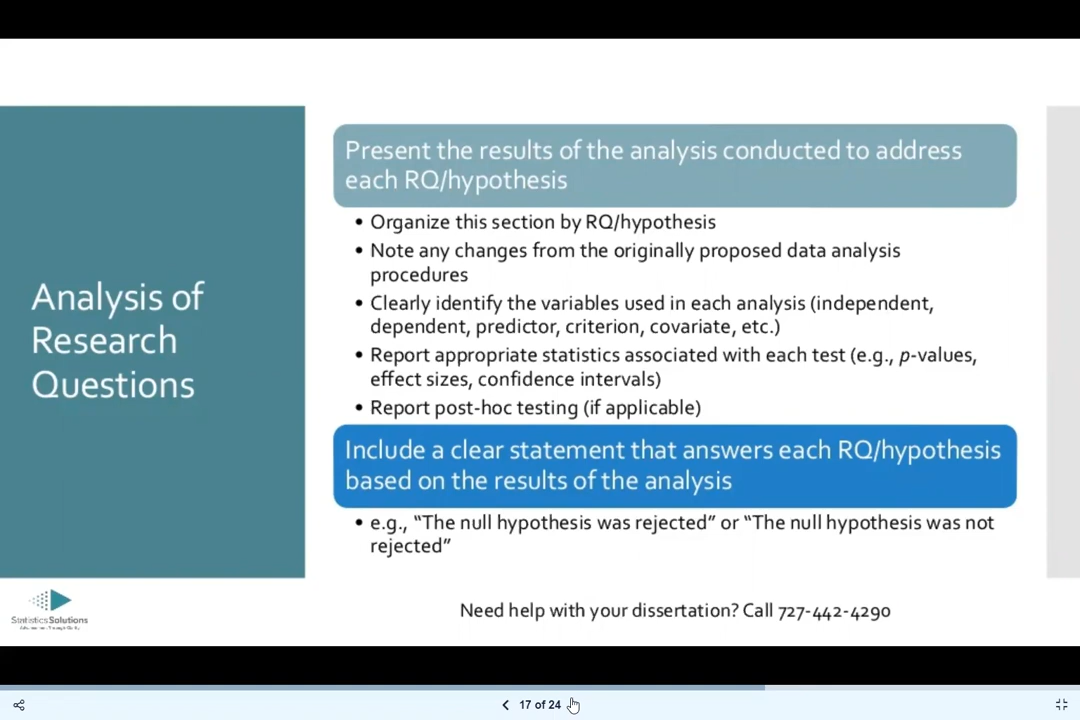 Analysis of
Research
Questions
Present the results of the analysis conducted to address
each RQ/hypothesis
• Organize this section by RQ/hypothesis
• Note any changes from the originally proposed data analysis
procedures
• Clearly identify the variables used in each analysis (independent,
dependent, predictor, criterion, covariate, etc.)
• Report appropriate statistics associated with each test (e.g., p-values,
effect sizes, confidence intervals)
• Report post-hoc testing (if applicable)
Include a clear statement that answers each RQ/hypothesis
based on the results of the analysis
• e.g., “The null hypothesis was rejected” or “The null hypothesis was not
rejected”
StatisticsSolutions
Need help with your dissertation? Call 727-442-4290
17 of 24